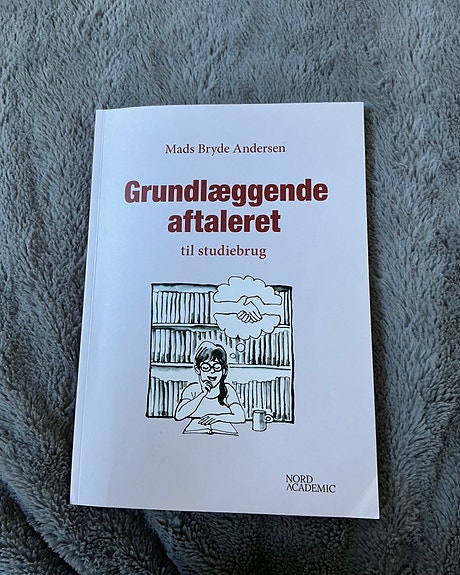 Mads Bryde Andersen
Grundlæggende
aftaleret
til studiebrug
NORD
ACADEMIC